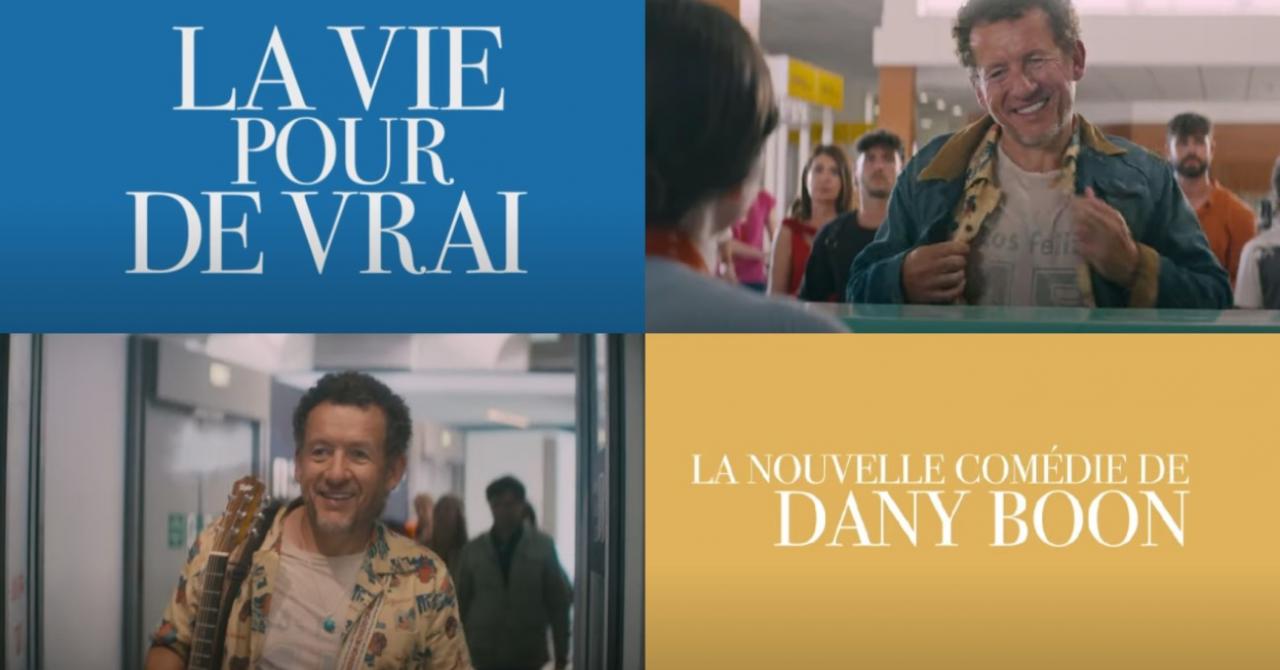 LA VIE
POUR
DE VRAI
LA NOUVELLE COMÉDIE DE
DANY BOON